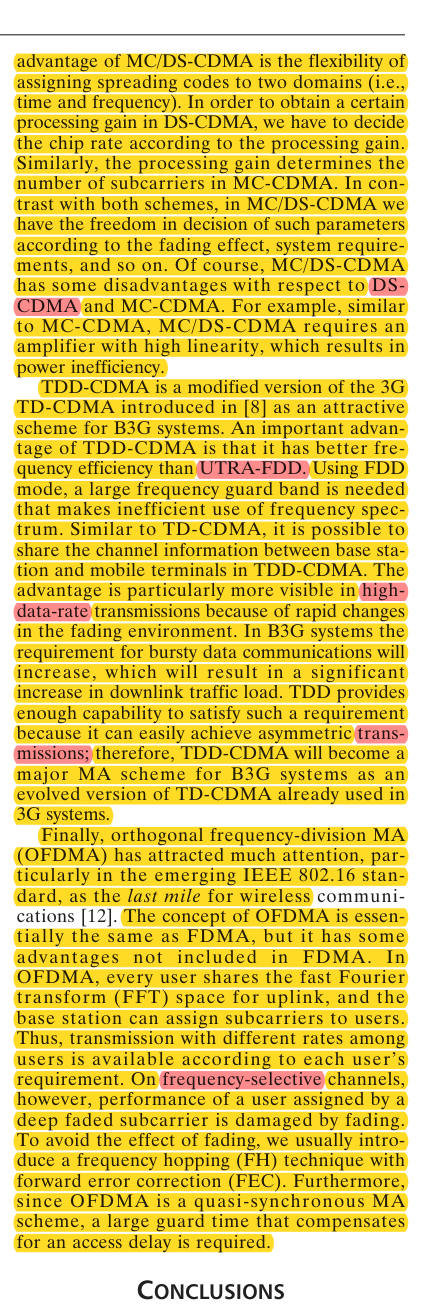 advantage of MC/DS-CDMA is the flexibility of
assigning spreading codes to two domains (i.e.,
time and frequency). In order to obtain a certain
processing gain in DS-CDMA, we have to decide
the chip rate according to the processing gain.
Similarly, the processing gain determines the
number of subcarriers in MC-CDMA. In con-
trast with both schemes, in MC/DS-CDMA we
have the freedom in decision of such parameters
according to the fading effect, system require-
ments, and so on. Of course, MC/DS-CDMA
has some disadvantages with respect to DS-
CDMA and MC-CDMA. For example, similar
to MC-CDMA, MC/DS-CDMA requires an
amplifier with high linearity, which results in
power inefficiency.
TDD-CDMA is a modified version of the 3G
TD-CDMA introduced in [8] as an attractive
scheme for B3G systems. An important advan-
tage of TDD-CDMA is that it has better fre-
quency efficiency than UTRA-FDD. Using FDD
mode, a large frequency guard band is needed
that makes inefficient use of frequency spec-
trum. Similar to TD-CDMA, it is possible to
share the channel information between base sta-
tion and mobile terminals in TDD-CDMA. The
advantage is particularly more visible in high-
data-rate transmissions because of rapid changes
in the fading environment. In B3G systems the
requirement for bursty data communications will
increase, which will result in a significant
increase in downlink traffic load. TDD provides
enough capability to satisfy such a requirement
because it can easily achieve asymmetric trans-
missions; therefore, TDD-CDMA will become a
major MA scheme for B3G systems as an
evolved version of TD-CDMA already used in
3G systems.
Finally, orthogonal frequency-division MA
(OFDMA) has attracted much attention, par-
ticularly in the emerging IEEE 802.16 stan-
dard, as the last mile for wireless communi-
cations [12]. The concept of OFDMA is essen-
tially the same as FDMA, but it has some
advantages not included in FDMA. In
OFDMA, every user shares the fast Fourier
transform (FFT) space for uplink, and the
base station can assign subcarriers to users.
Thus, transmission with different rates among
users is available according to each user's
requirement. On frequency-selective channels,
however, performance of a user assigned by a
deep faded subcarrier is damaged by fading.
To avoid the effect of fading, we usually intro-
duce a frequency hopping (FH) technique with
forward error correction (FEC). Furthermore,
since OFDMA is a quasi-synchronous MA
scheme, a large guard time that compensates
for an access delay is required.
CONCLUSIONS